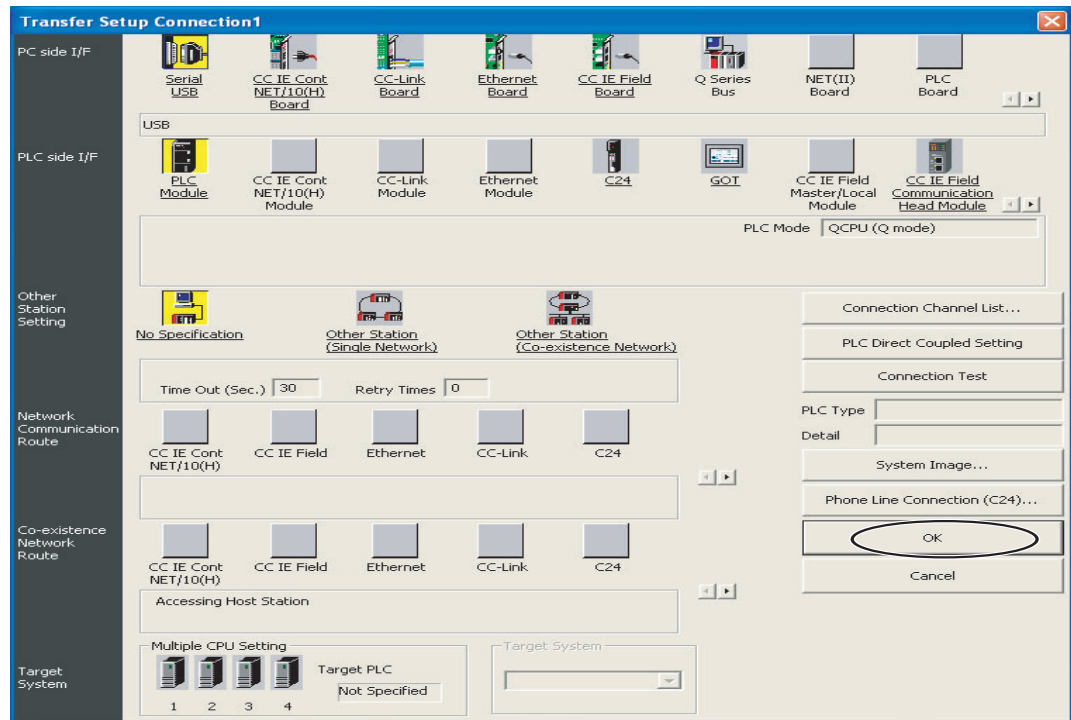 Transfer Setup Connection1
PC side I/F
Serial
USB
CC IE Cont
NET/10(H)
Board
CC-Link
Board
Ethernet
Board
CC IE Field
Board
Q Series
Bus
NET(II)
Board
PLC
Board
USB
PLC side I/F
PLC
Module
CC IE Cont
NET/10(H)
Module
CC-Link
Module
Ethernet
Module
C24
GOT
CC IE Field
Master/Local
Module
CC IE Field
Communication
Head Module
PLC Mode QCPU (Q mode)
Other
Station
Setting
No Specification
Other Station
(Single Network)
Other Station
(Co-existence Network)
Time Out (Sec.) 30 Retry Times 0
Connection Channel List...
PLC Direct Coupled Setting
Connection Test
PLC Type
Detail
System Image...
Phone Line Connection (C24)...
OK
Cancel
Network
Communication
Route
CC IE Cont
NET/10(H)
CC IE Field
Ethernet
CC-Link
C24
Co-existence
Network
Route
CC IE Cont
NET/10(H)
CC IE Field
Ethernet
CC-Link
C24
Accessing Host Station
Target
System
Multiple CPU Setting
1 2 3 4
Target PLC
Not Specified
Target System